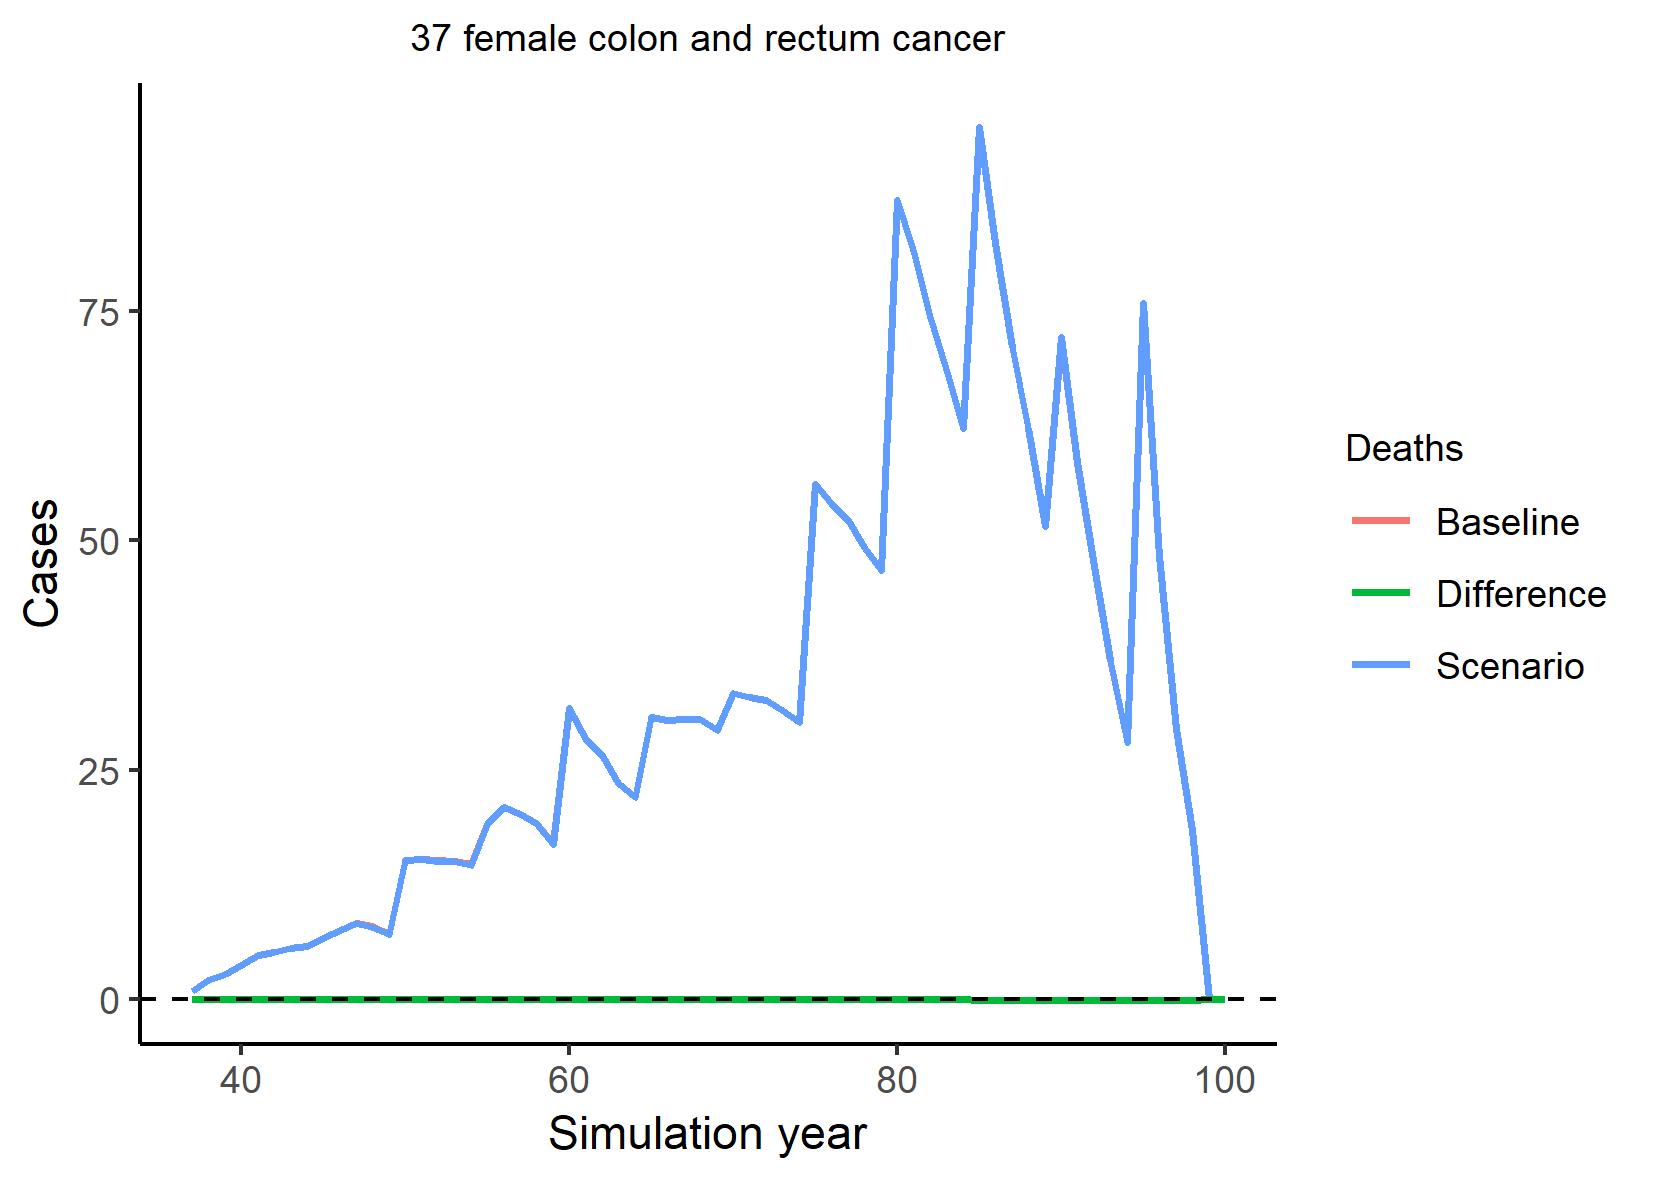 37 female colon and rectum cancer
Cases
75
50
25
0
40 60 80 100
Simulation year
Deaths
Baseline
Difference
Scenario